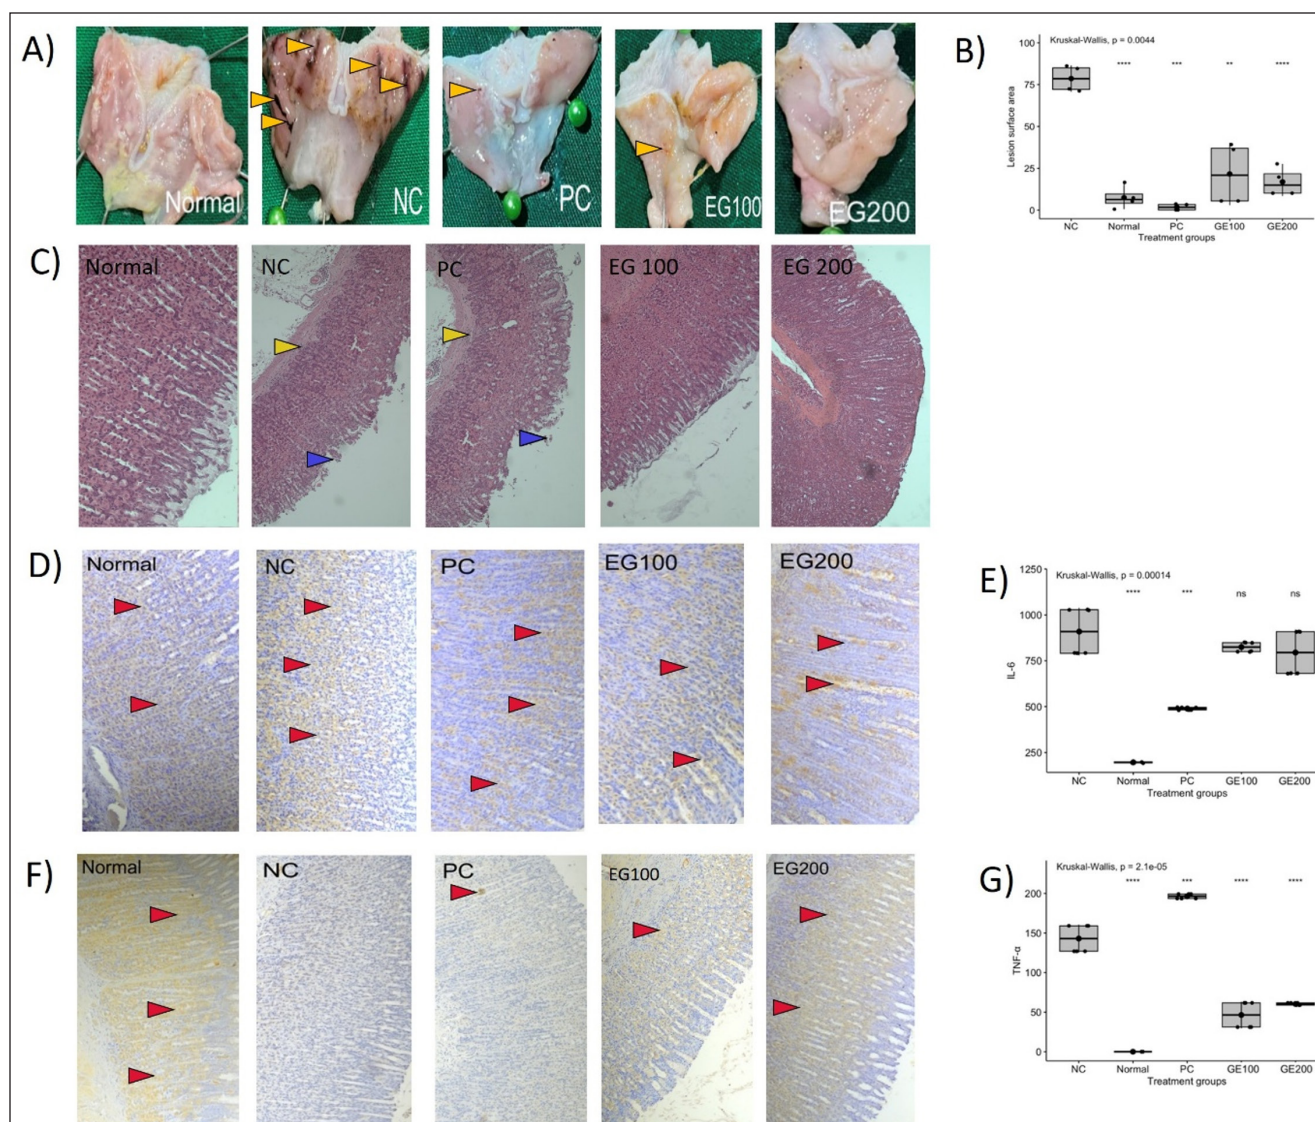 A)
Normal
NC
PC
EG100
EG200
B)
Kruskal-Wallis, p = 0.0044
**** *** ** ****
Lesion surface area
100
75
50
25
0
NC Normal PC GE100 GE200
Treatment groups
C)
Normal
NC
PC
EG 100
EG 200
D)
Normal
NC
PC
EG100
EG200
E)
Kruskal-Wallis, p = 0.00014
**** *** ns ns
IL-6
1250
1000
750
500
250
NC Normal PC GE100 GE200
Treatment groups
F)
Normal
NC
PC
EG100
EG200
G)
Kruskal-Wallis, p = 2.1e-05
**** *** **** ****
TNF-α
200
150
100
50
0
NC Normal PC GE100 GE200
Treatment groups